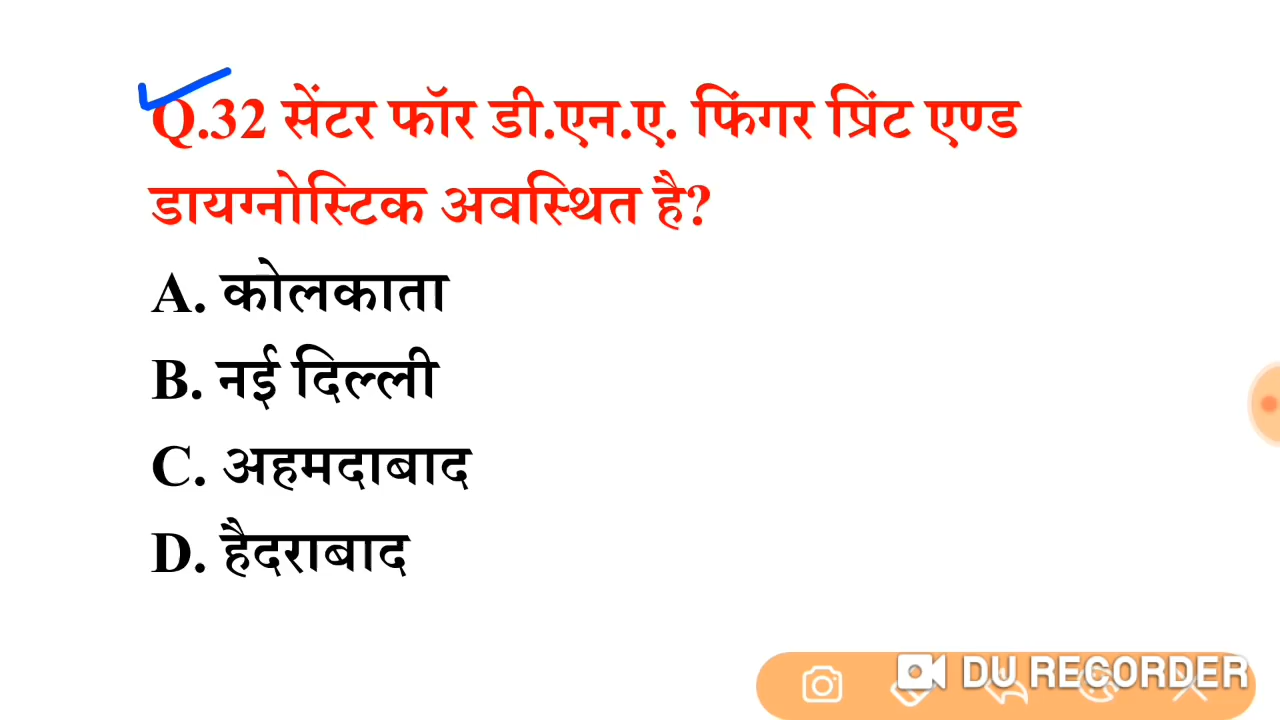 Q.32 सेंटर फॉर डी.एन.ए. फिंगर प्रिंट एण्ड
डायग्नोस्टिक अवस्थित है?
A. कोलकाता
B. नई दिल्ली
C. अहमदाबाद
D. हैदराबाद
DU RECORDER